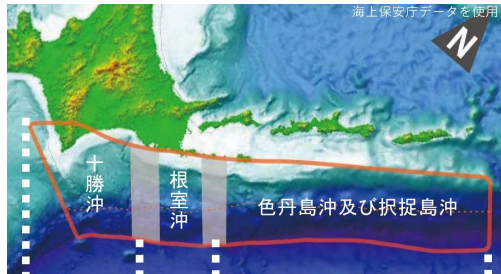 海上保安庁データを使用
N
十勝沖
根室沖
色丹島沖及び択捉島沖